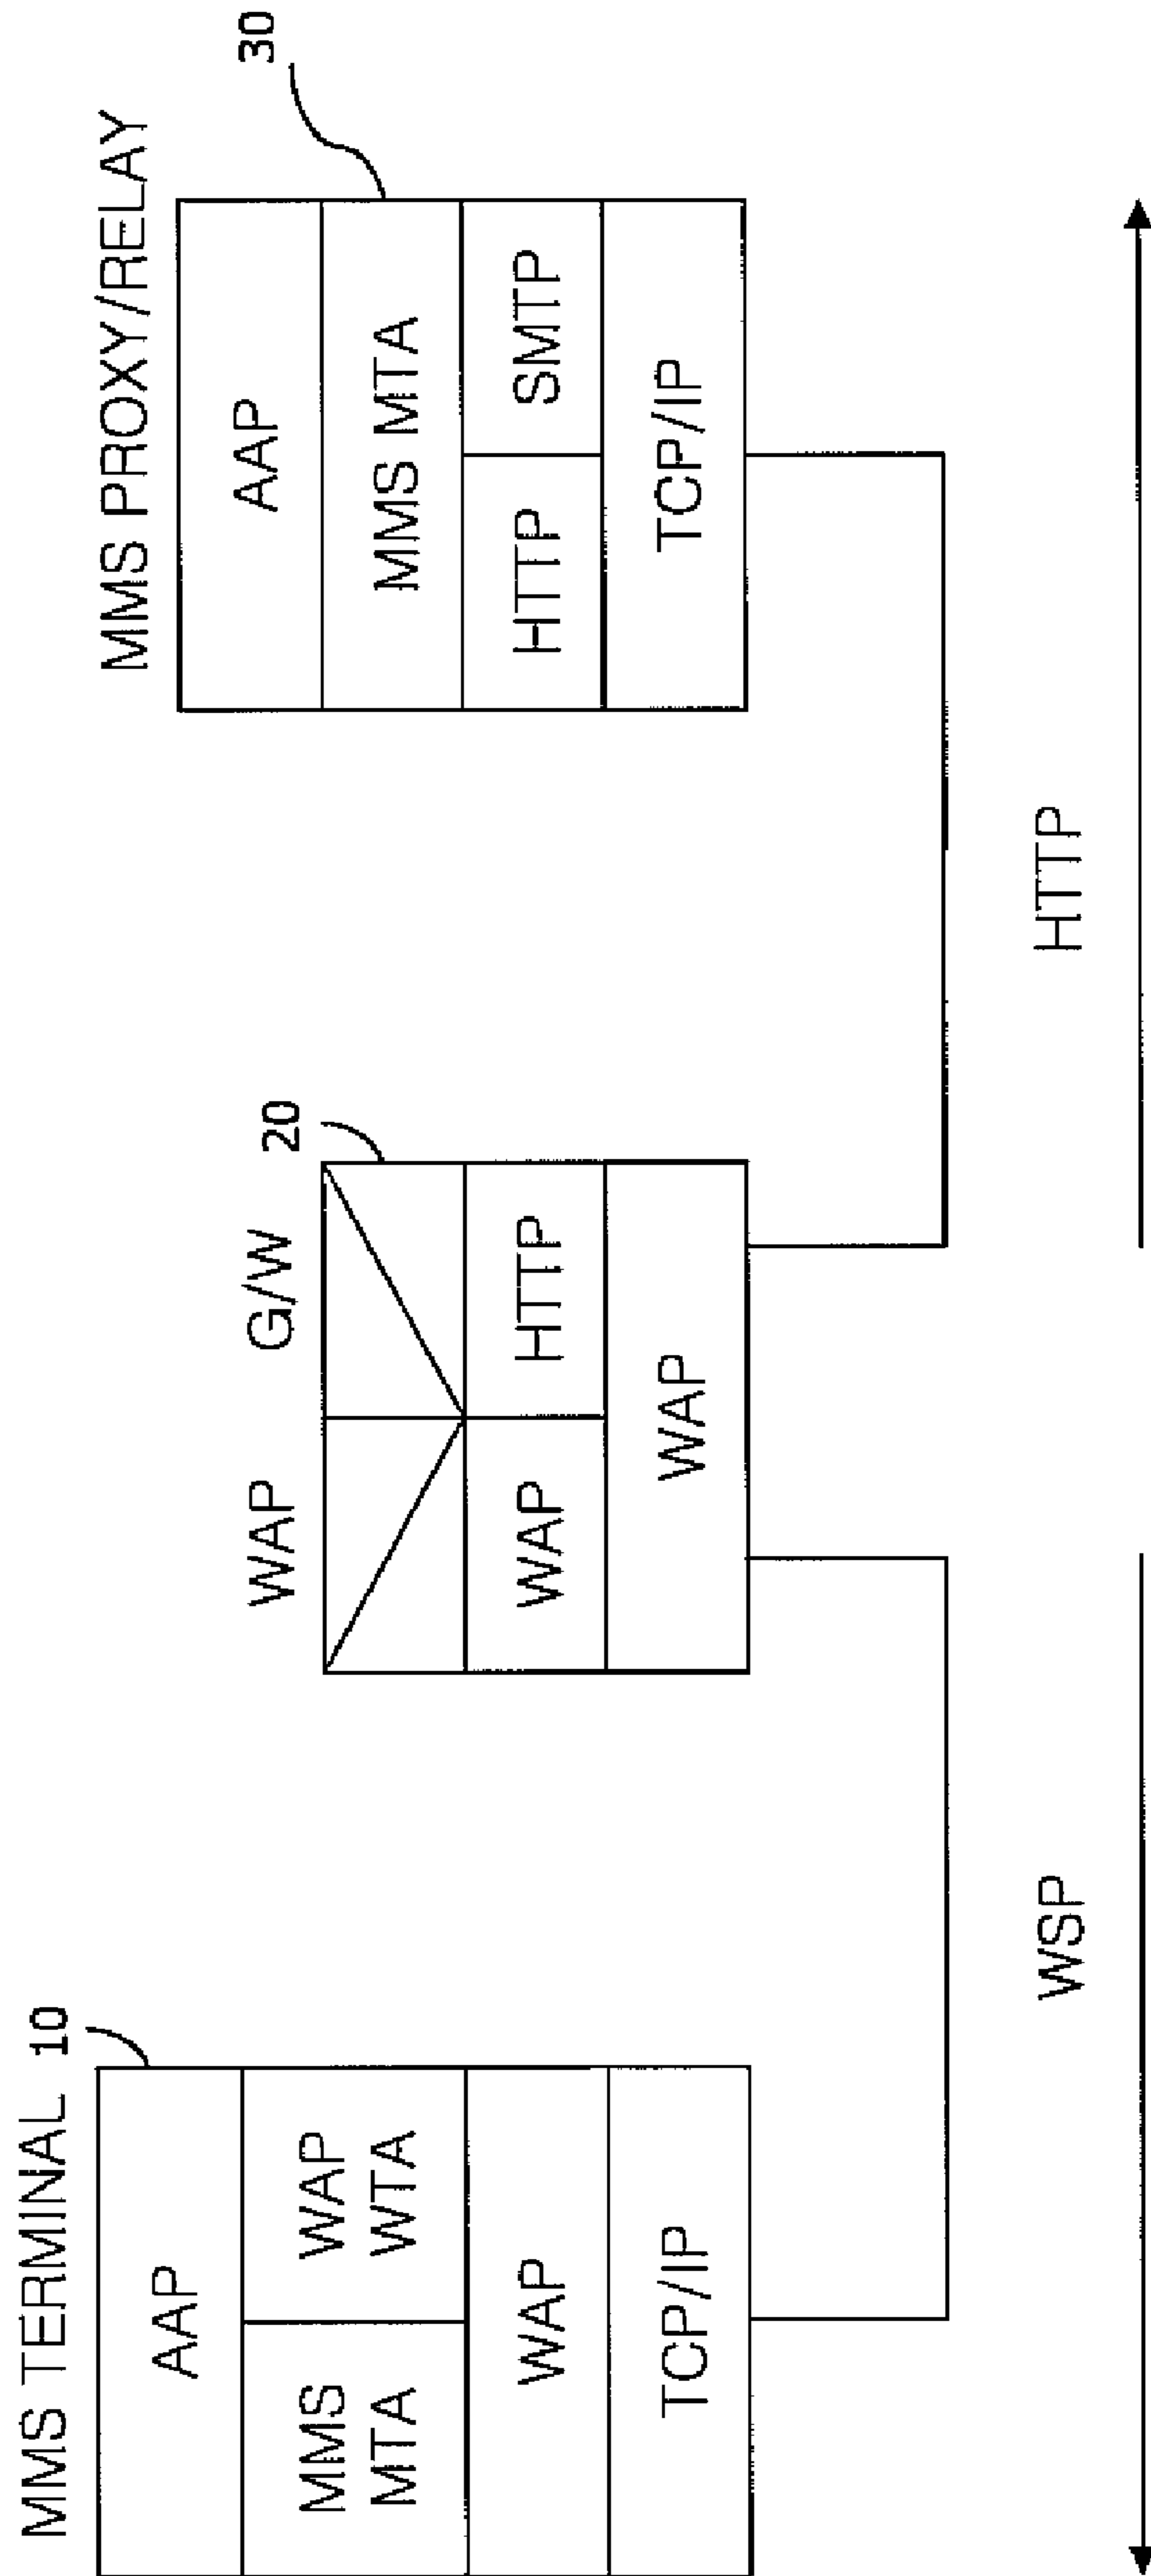 MMS TERMINAL 10
AAP
MMS
MTA
WAP
WTA
WAP
TCP/IP
WAP G/W
20
WAP
HTTP
WAP
MMS PROXY/RELAY
30
AAP
MMS MTA
HTTP
SMTP
TCP/IP
WSP
HTTP